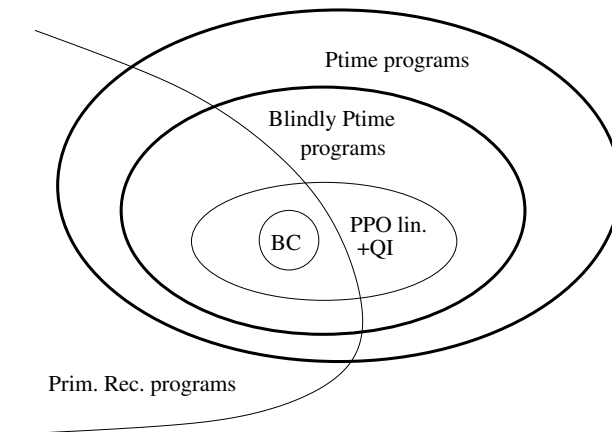 Ptime programs
Blindly Ptime
programs
PPO lin.
+QI
BC
Prim. Rec. programs